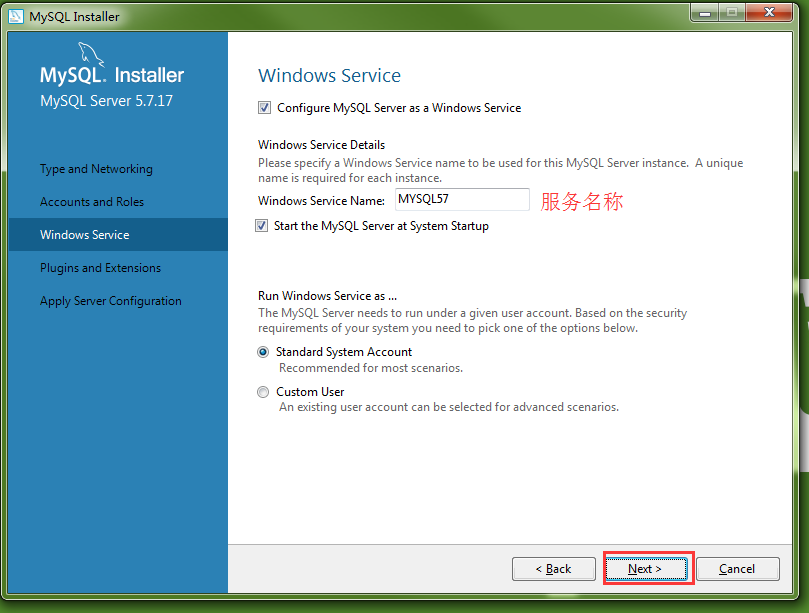 MySQL Installer
MySQL. Installer
MySQL Server 5.7.17
Type and Networking
Accounts and Roles
Windows Service
Plugins and Extensions
Apply Server Configuration
Windows Service
Configure MySQL Server as a Windows Service
Windows Service Details
Please specify a Windows Service name to be used for this MySQL Server instance. A unique
name is required for each instance.
Windows Service Name: MYSQL57 服务名称
Start the MySQL Server at System Startup
Run Windows Service as ...
The MySQL Server needs to run under a given user account. Based on the security
requirements of your system you need to pick one of the options below.
Standard System Account
Recommended for most scenarios.
Custom User
An existing user account can be selected for advanced scenarios.
< Back Next > Cancel